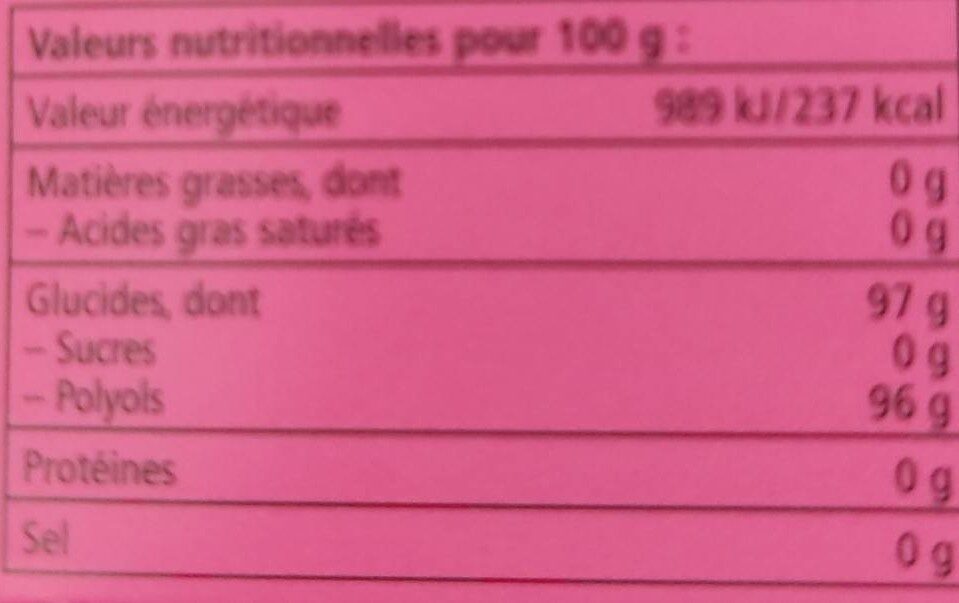 Valeurs nutritionnelles pour 100 g :
Valeur énergétique 989 kJ/237 kcal
Matières grasses, dont 0 g
– Acides gras saturés 0 g
Glucides, dont 97 g
– Sucres 0 g
– Polyols 96 g
Protéines 0 g
Sel 0 g